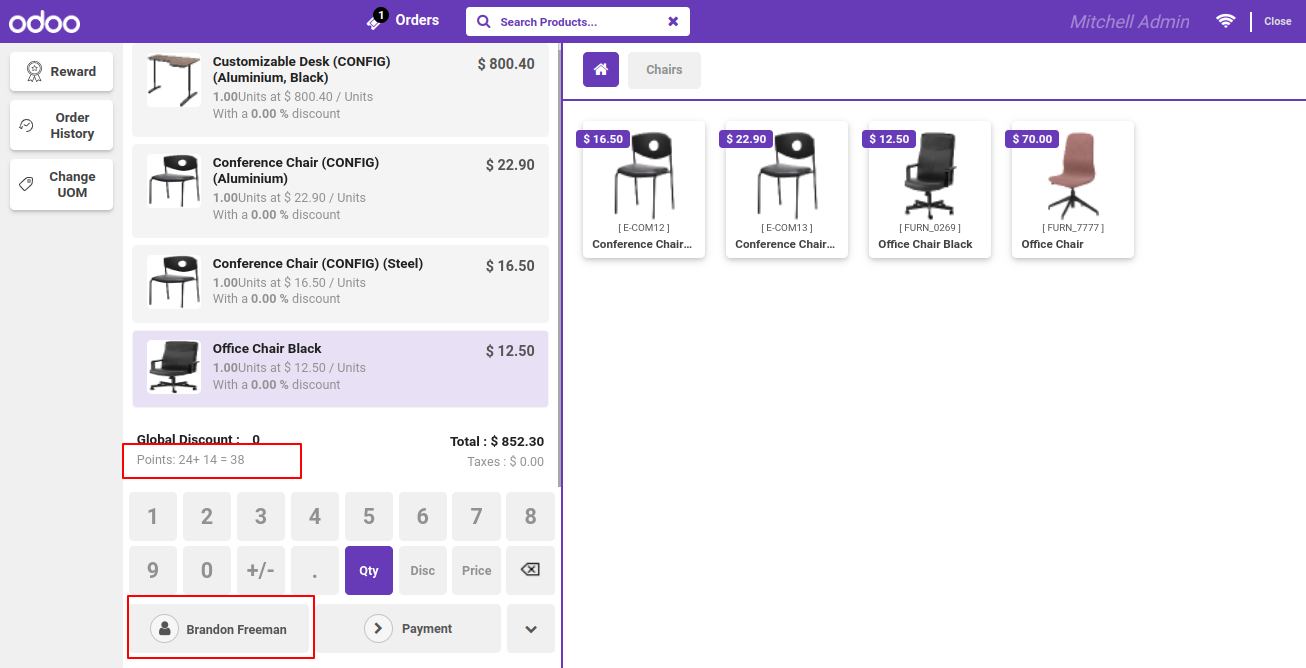 odoo
1
Orders
Search Products...
Mitchell Admin
Close
Reward
Order
History
Change
UOM
Customizable Desk (CONFIG)
(Aluminium, Black)
$ 800.40
1.00Units at $ 800.40 / Units
With a 0.00 % discount
Conference Chair (CONFIG)
(Aluminium)
$ 22.90
1.00Units at $ 22.90 / Units
With a 0.00 % discount
Conference Chair (CONFIG) (Steel)
$ 16.50
1.00Units at $ 16.50 / Units
With a 0.00 % discount
Office Chair Black
$ 12.50
1.00Units at $ 12.50 / Units
With a 0.00 % discount
Global Discount : 0
Total : $ 852.30
Points: 24+ 14 = 38
Taxes : $ 0.00
1 2 3 4 5 6 7 8
9 0 +/- . Qty Disc Price
Brandon Freeman
Payment
Chairs
$ 16.50
[ E-COM12 ]
Conference Chair...
$ 22.90
[ E-COM13 ]
Conference Chair...
$ 12.50
[ FURN_0269 ]
Office Chair Black
$ 70.00
[ FURN_7777 ]
Office Chair